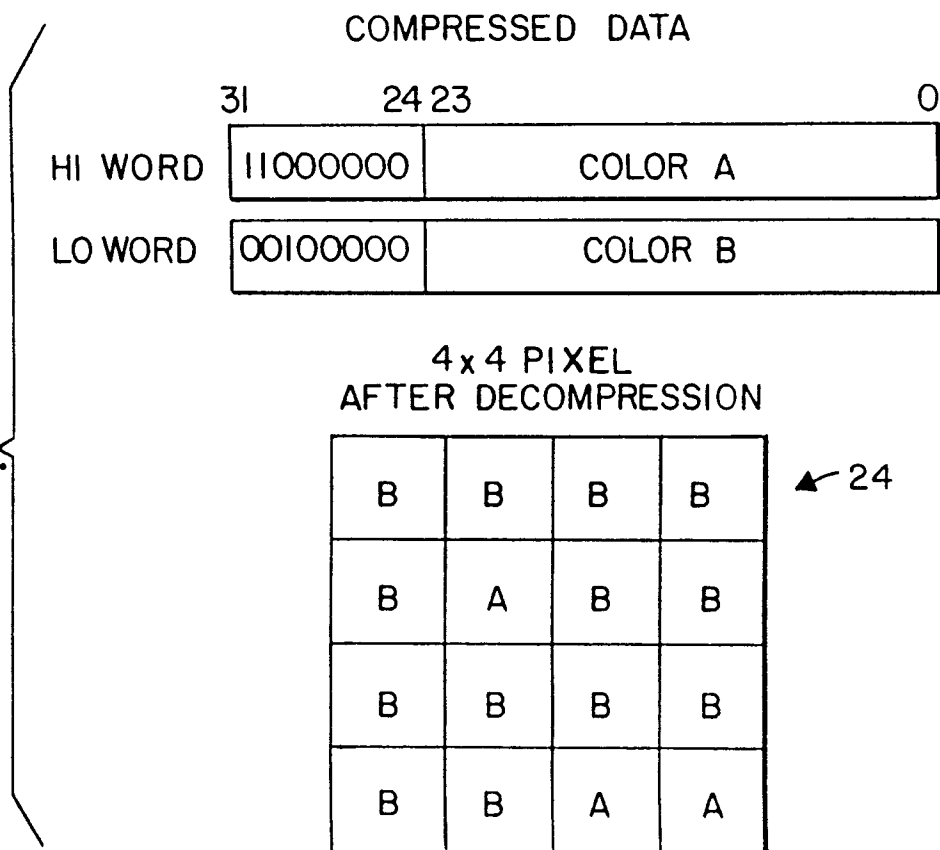 COMPRESSED DATA
31 24 23 0
HI WORD 11000000 COLOR A
LO WORD 00100000 COLOR B
4x4 PIXEL
AFTER DECOMPRESSION
B B B B
24
B A B B
B B B B
B B A A